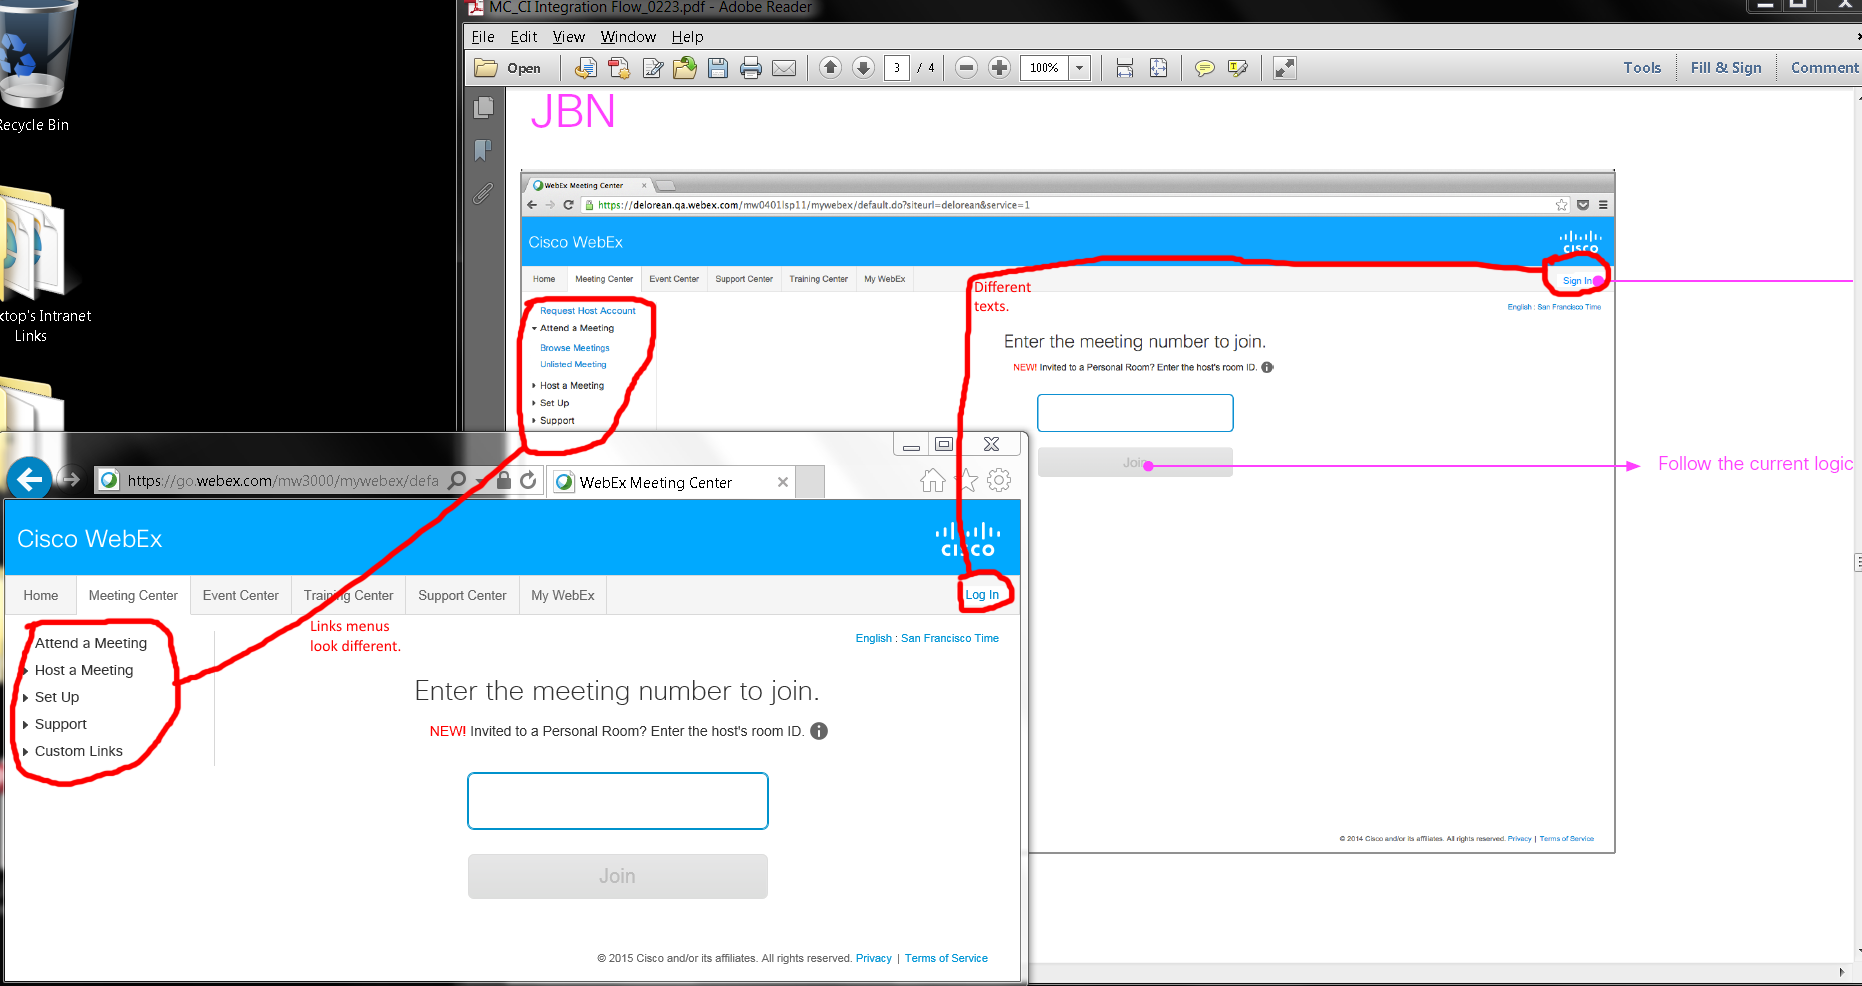 MC_CI Integration Flow_0223.pdf - Adobe Reader
File Edit View Window Help
Open
3 / 4
100%
Tools
Fill & Sign
Comment
Recycle Bin
ktop's Intranet
Links
JBN
WebEx Meeting Center
https://delorean.qa.webex.com/mw0401lsp11/mywebex/default.do?siteurl=delorean&service=1
Cisco WebEx
CISCO
Home Meeting Center Event Center Support Center Training Center My WebEx
Sign In
Different
texts.
English : San Francisco Time
Request Host Account
Attend a Meeting
Browse Meetings
Unlisted Meeting
Host a Meeting
Set Up
Support
Enter the meeting number to join.
NEW! Invited to a Personal Room? Enter the host's room ID.
Join
Follow the current logic
© 2014 Cisco and/or its affiliates. All rights reserved. Privacy | Terms of Service
https://go.webex.com/mw3000/mywebex/defa
WebEx Meeting Center
Cisco WebEx
CISCO
Home Meeting Center Event Center Training Center Support Center My WebEx
Log In
Links menus
look different.
English : San Francisco Time
Attend a Meeting
Host a Meeting
Set Up
Support
Custom Links
Enter the meeting number to join.
NEW! Invited to a Personal Room? Enter the host's room ID.
Join
© 2015 Cisco and/or its affiliates. All rights reserved. Privacy | Terms of Service